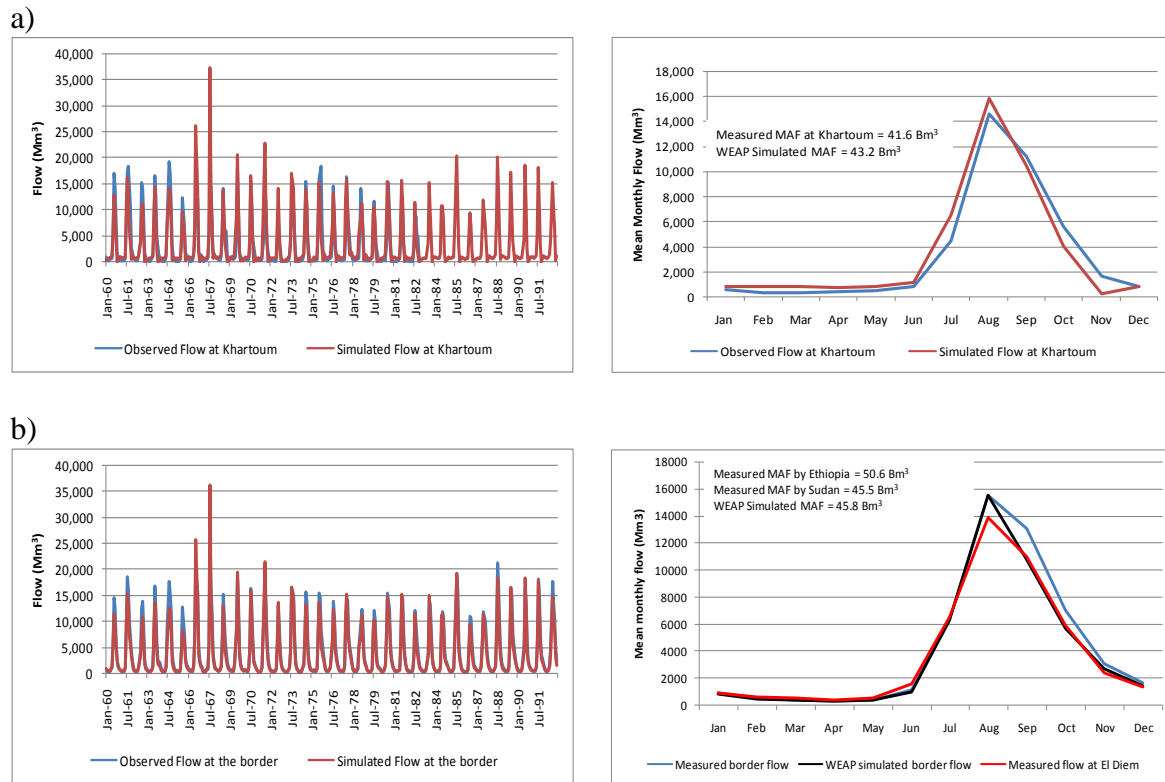 a)
40,000
35,000
30,000
25,000
20,000
15,000
10,000
5,000
0
Flow (Mm³)
Jan-60
Jul-61
Jan-63
Jul-64
Jan-66
Jul-67
Jan-69
Jul-70
Jan-72
Jul-73
Jan-75
Jul-76
Jan-78
Jul-79
Jan-81
Jul-82
Jan-84
Jul-85
Jan-87
Jul-88
Jan-90
Jul-91
Observed Flow at Khartoum Simulated Flow at Khartoum
18,000
16,000
14,000
12,000
10,000
8,000
6,000
4,000
2,000
0
Mean Monthly Flow (Mm³)
Measured MAF at Khartoum = 41.6 Bm³
WEAP Simulated MAF = 43.2 Bm³
Jan Feb Mar Apr May Jun Jul Aug Sep Oct Nov Dec
Observed Flow at Khartoum Simulated Flow at Khartoum
b)
40,000
35,000
30,000
25,000
20,000
15,000
10,000
5,000
0
Flow (Mm³)
Jan-60
Jul-61
Jan-63
Jul-64
Jan-66
Jul-67
Jan-69
Jul-70
Jan-72
Jul-73
Jan-75
Jul-76
Jan-78
Jul-79
Jan-81
Jul-82
Jan-84
Jul-85
Jan-87
Jul-88
Jan-90
Jul-91
Observed Flow at the border Simulated Flow at the border
18000
16000
14000
12000
10000
8000
6000
4000
2000
0
Mean monthly flow (Mm3)
Measured MAF by Ethiopia = 50.6 Bm³
Measured MAF by Sudan = 45.5 Bm³
WEAP Simulated MAF = 45.8 Bm³
Jan Feb Mar Apr May Jun Jul Aug Sep Oct Nov Dec
Measured border flow WEAP simulated border flow Measured flow at El Diem